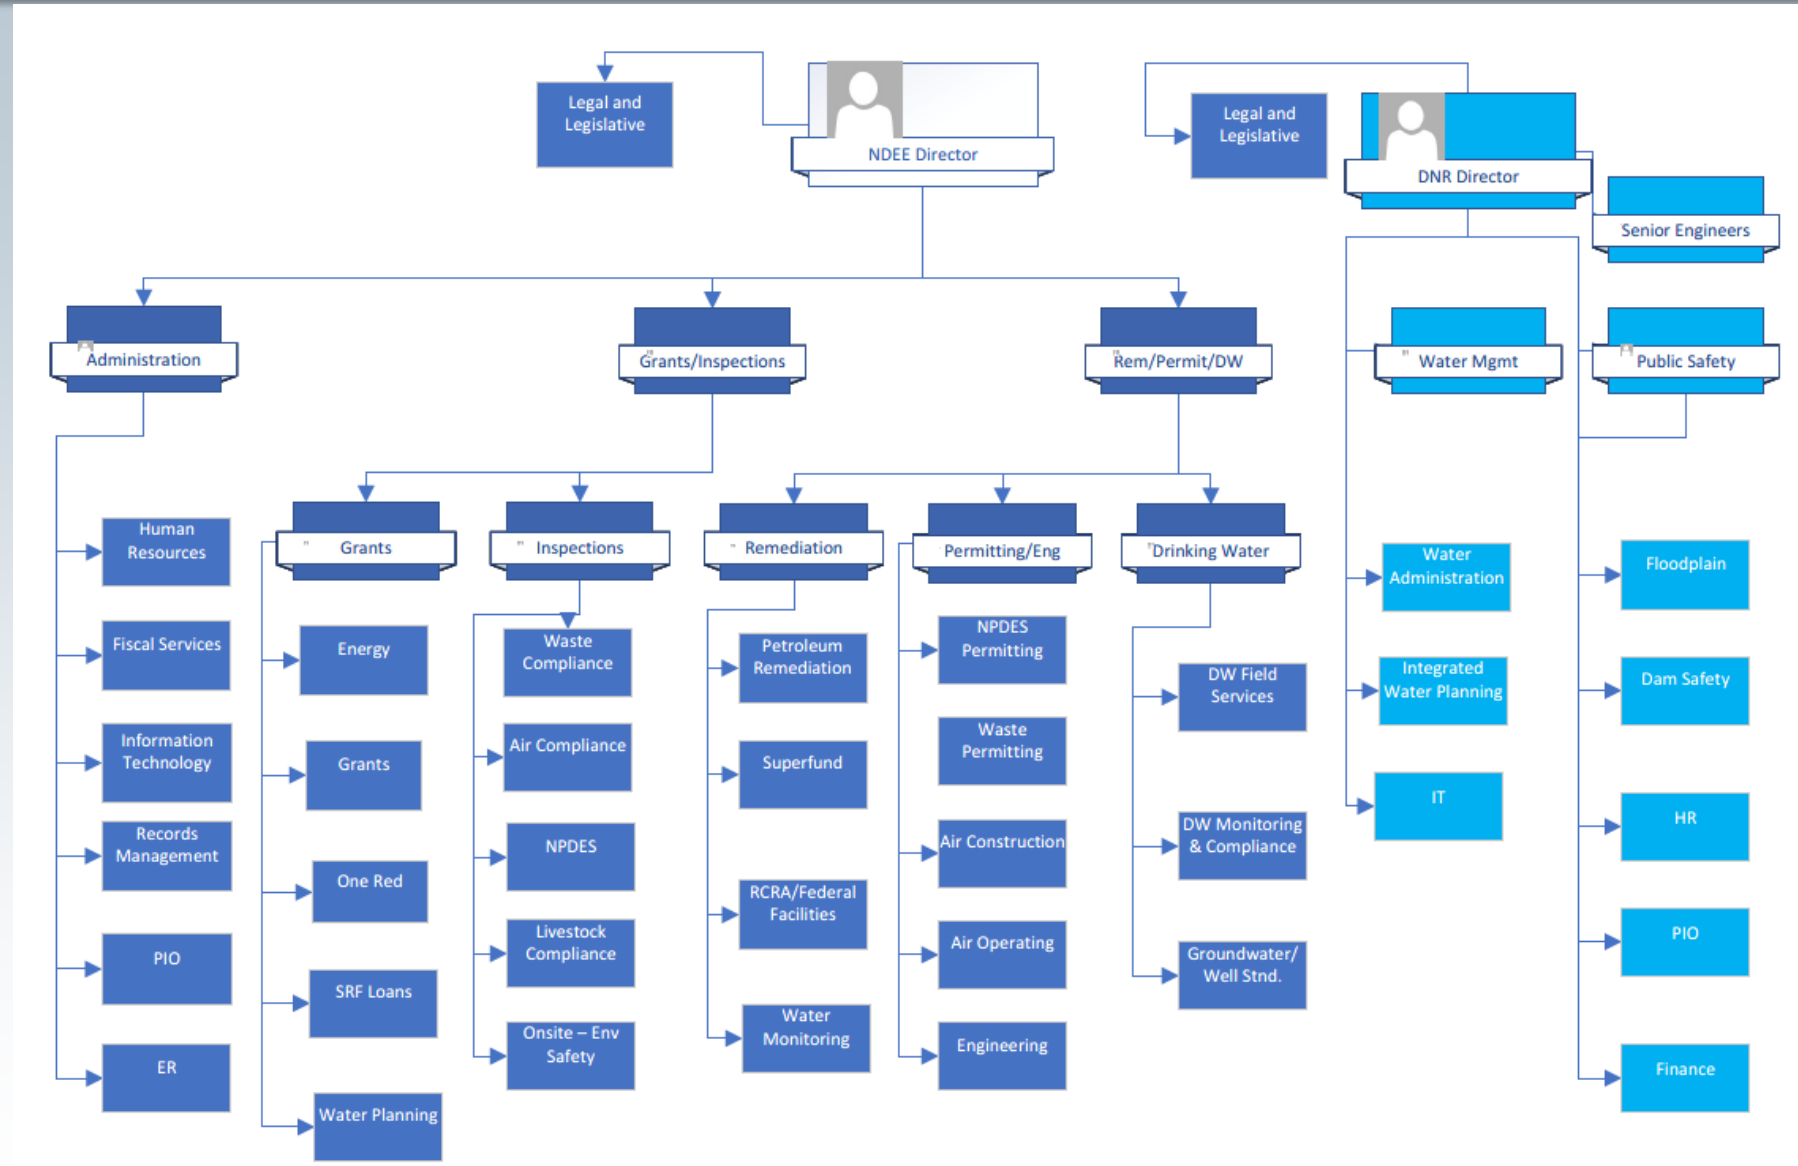 Legal and
Legislative
NDEE Director
Legal and
Legislative
DNR Director
Senior Engineers
Administration
Grants/Inspections
Rem/Permit/DW
Water Mgmt
Public Safety
Grants
Inspections
Remediation
Permitting/Eng
Drinking Water
Human
Resources
Fiscal Services
Information
Technology
Records
Management
PIO
ER
Energy
Grants
One Red
SRF Loans
Water Planning
Waste
Compliance
Air Compliance
NPDES
Livestock
Compliance
Onsite – Env
Safety
Petroleum
Remediation
Superfund
RCRA/Federal
Facilities
Water
Monitoring
NPDES
Permitting
Waste
Permitting
Air Construction
Air Operating
Engineering
DW Field
Services
DW Monitoring
& Compliance
Groundwater/
Well Stnd.
Water
Administration
Integrated
Water Planning
IT
Floodplain
Dam Safety
HR
PIO
Finance